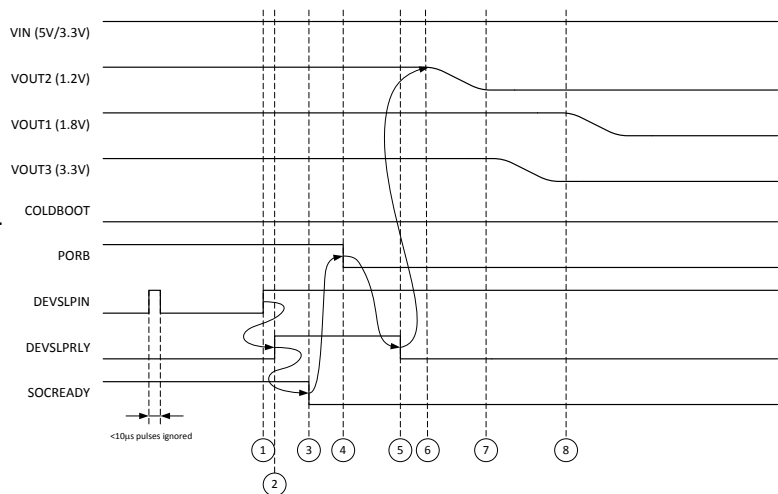 VIN (5V/3.3V)
VOUT2 (1.2V)
VOUT1 (1.8V)
VOUT3 (3.3V)
COLDBOOT
PORB
DEVSLPIN
DEVSLPRLY
SOCREADY
<10µs pulses ignored
1
2
3
4
5
6
7
8